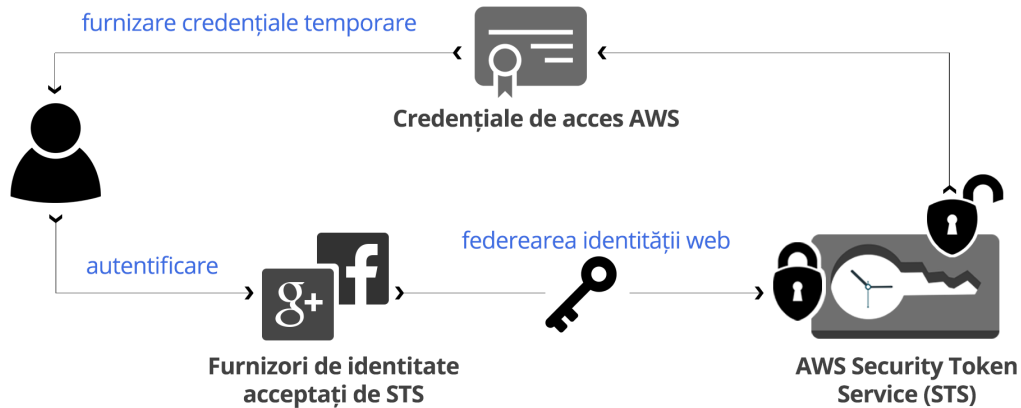 furnizare credențiale temporare
Credențiale de acces AWS
federearea identității web
autentificare
g+
f
Furnizori de identitate
acceptați de STS
AWS Security Token
Service (STS)